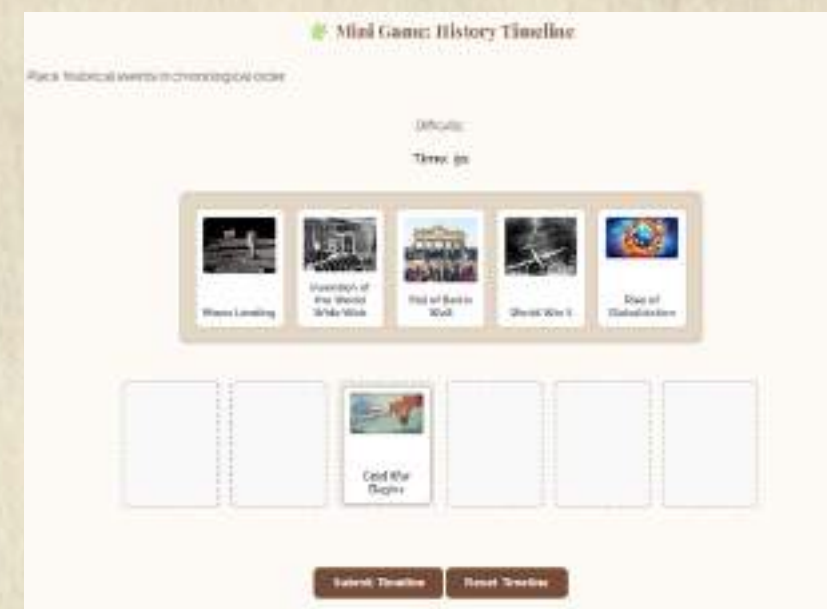 Mini Game: History Timeline
Place historical events in chronological order
Difficulty:
Time:
Moon Landing
Invention of
the World
Wide Web
Fall of Berlin
Wall
World War
Rise of
Globalization
Cold War
Begins
Submit Timeline
Reset Timeline